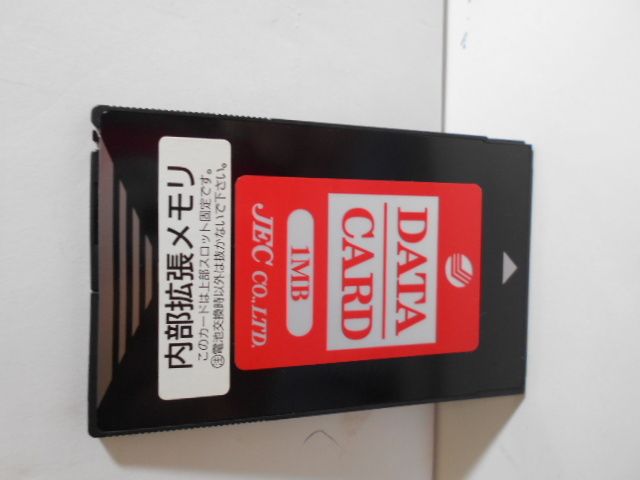 DATA
CARD
1MB
JEC CO.,LTD.
内部拡張メモリ
このカードは上部スロット固定です。
㊟電池交換時以外は抜かないで下さい。